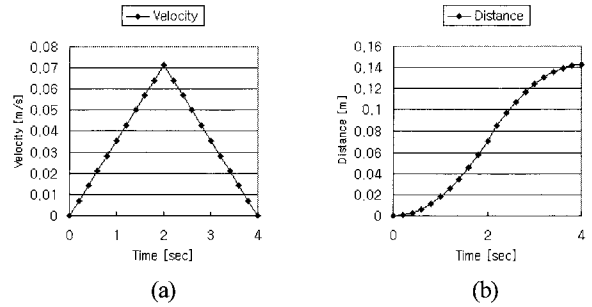 Velocity
0,08
0,07
0,06
0,05
0,04
0,03
0,02
0,01
0
Velocity [m/s]
0 1 2 3 4
Time [sec]
(a)
Distance
0,16
0,14
0,12
0,1
0,08
0,06
0,04
0,02
0
Distance [m]
0 2 4
Time [sec]
(b)